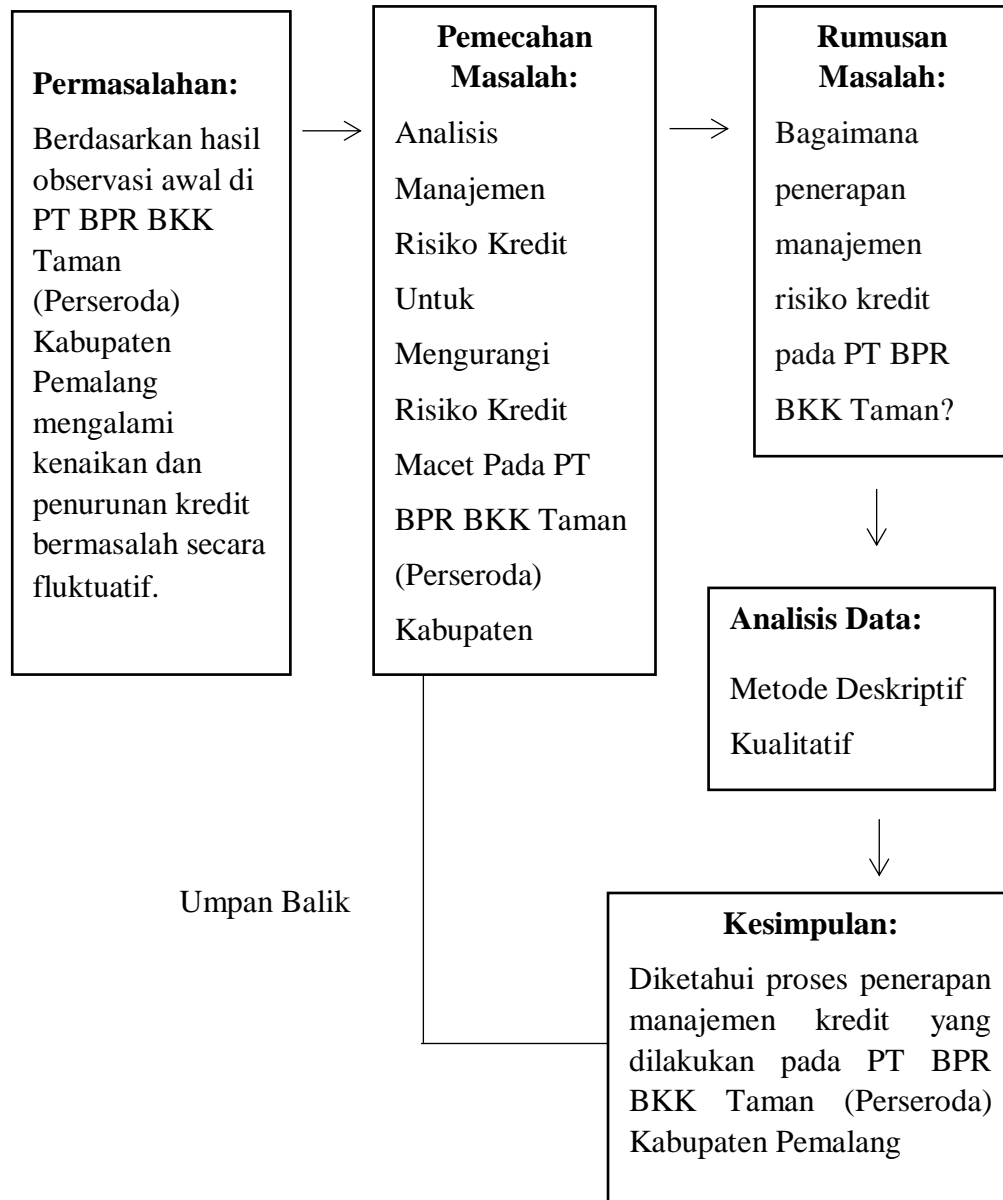 Permasalahan:
Berdasarkan hasil
observasi awal di
PT BPR BKK
Taman
(Perseroda)
Kabupaten
Pemalang
mengalami
kenaikan dan
penurunan kredit
bermasalah secara
fluktuatif.
Pemecahan
Masalah:
Analisis
Manajemen
Risiko Kredit
Untuk
Mengurangi
Risiko Kredit
Macet Pada PT
BPR BKK Taman
(Perseroda)
Kabupaten
Rumusan
Masalah:
Bagaimana
penerapan
manajemen
risiko kredit
pada PT BPR
BKK Taman?
Analisis Data:
Metode Deskriptif
Kualitatif
Umpan Balik
Kesimpulan:
Diketahui proses penerapan
manajemen kredit yang
dilakukan pada PT BPR
BKK Taman (Perseroda)
Kabupaten Pemalang